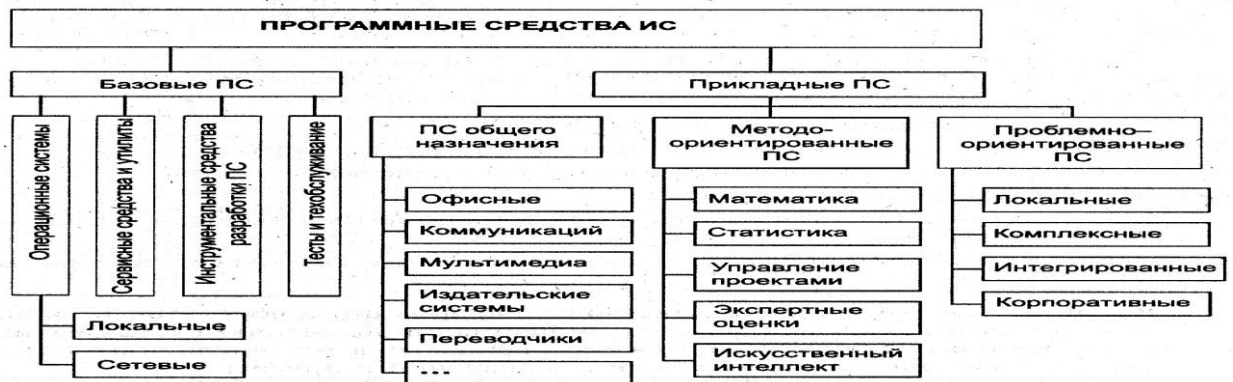 ПРОГРАММНЫЕ СРЕДСТВА ИС
Базовые ПС
Прикладные ПС
Операционные системы
Сервисные средства и утилиты
Инструментальные средства
разработки ПС
Тесты и техобслуживание
Локальные
Сетевые
ПС общего
назначения
Офисные
Коммуникаций
Мультимедиа
Издательские
системы
Переводчики
...
Методо-
ориентированные
ПС
Математика
Статистика
Управление
проектами
Экспертные
оценки
Искусственный
интеллект
Проблемно–
ориентированные
ПС
Локальные
Комплексные
Интегрированные
Корпоративные